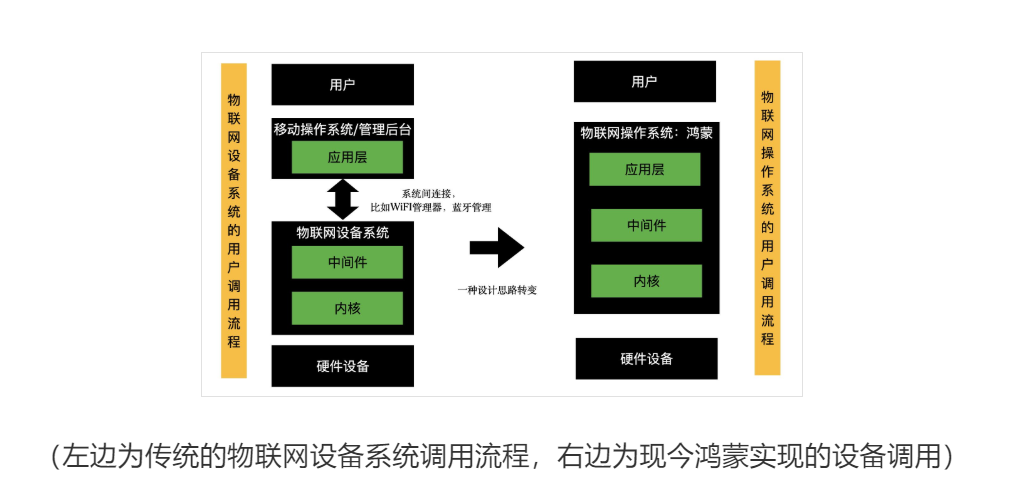 物联网设备系统的用户调用流程
用户
移动操作系统/管理后台
应用层
系统间连接，
比如WiFI管理器，蓝牙管理
物联网设备系统
中间件
内核
硬件设备
一种设计思路转变
用户
物联网操作系统：鸿蒙
应用层
中间件
内核
硬件设备
物联网操作系统的用户调用流程
（左边为传统的物联网设备系统调用流程，右边为现今鸿蒙实现的设备调用）